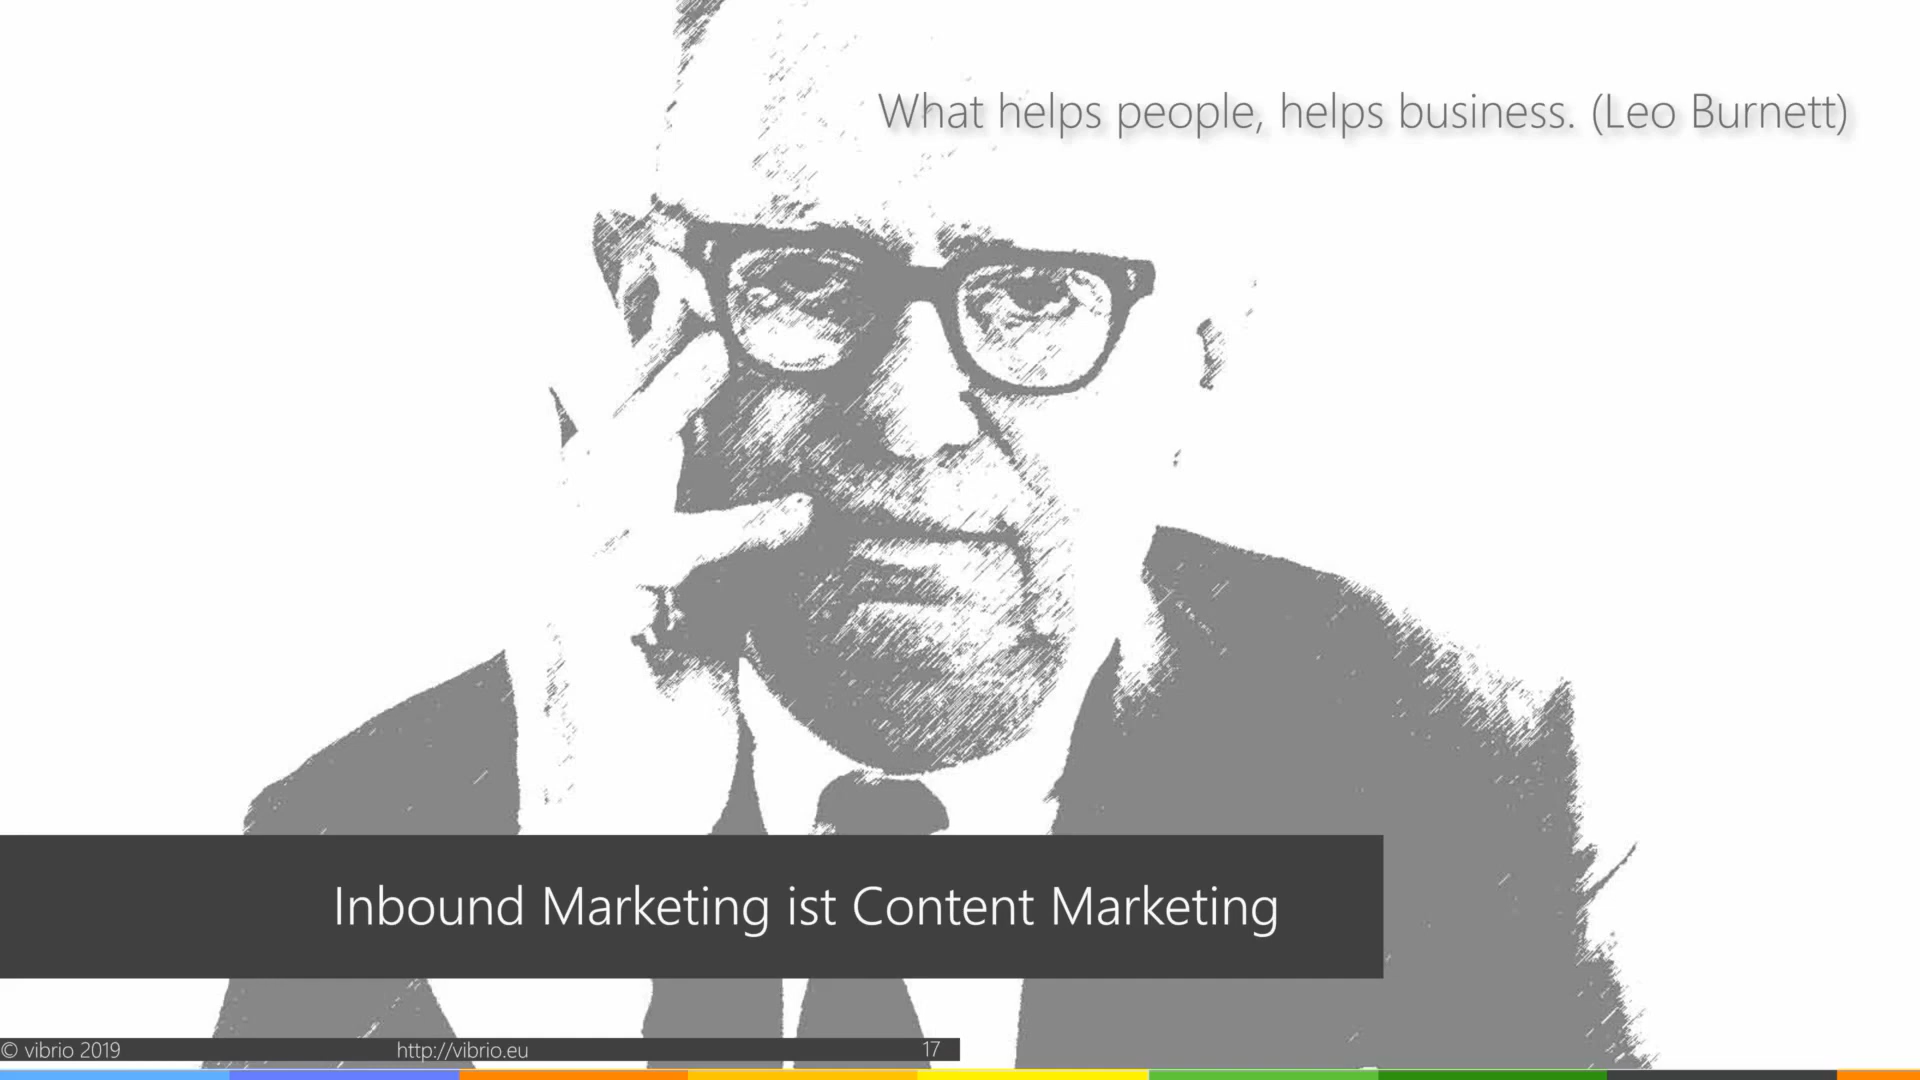 What helps people, helps business. (Leo Burnett)
Inbound Marketing ist Content Marketing
© vibrio 2019
http://vibrio.eu
17